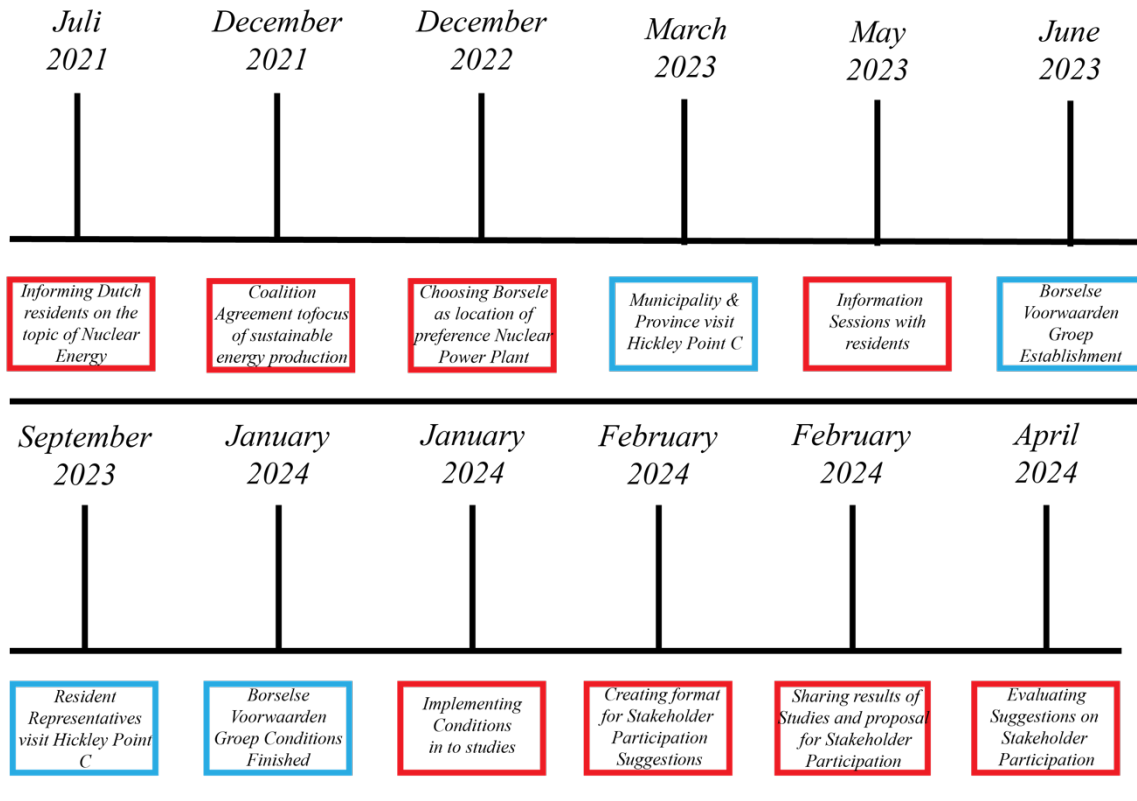 Juli
2021
December
2021
December
2022
March
2023
May
2023
June
2023
Informing Dutch
residents on the
topic of Nuclear
Energy
Coalition
Agreement tofocus
of sustainable
energy production
Choosing Borsele
as location of
preference Nuclear
Power Plant
Municipality &
Province visit
Hickley Point C
Information
Sessions with
residents
Borselse
Voorwaarden
Groep
Establishment
September
2023
January
2024
January
2024
February
2024
February
2024
April
2024
Resident
Representatives
visit Hickley Point
C
Borselse
Voorwaarden
Groep Conditions
Finished
Implementing
Conditions
in to studies
Creating format
for Stakeholder
Participation
Suggestions
Sharing results of
Studies and proposal
for Stakeholder
Participation
Evaluating
Suggestions on
Stakeholder
Participation